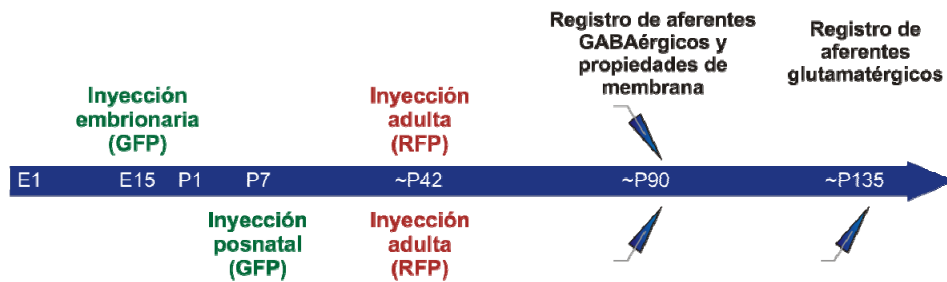 Registro de aferentes
GABAérgicos y
propiedades de
membrana
Registro de
aferentes
glutamatérgicos
Inyección
embrionaria
(GFP)
Inyección
adulta
(RFP)
E1 E15 P1 P7 ~P42 ~P90 ~P135
Inyección
posnatal
(GFP)
Inyección
adulta
(RFP)